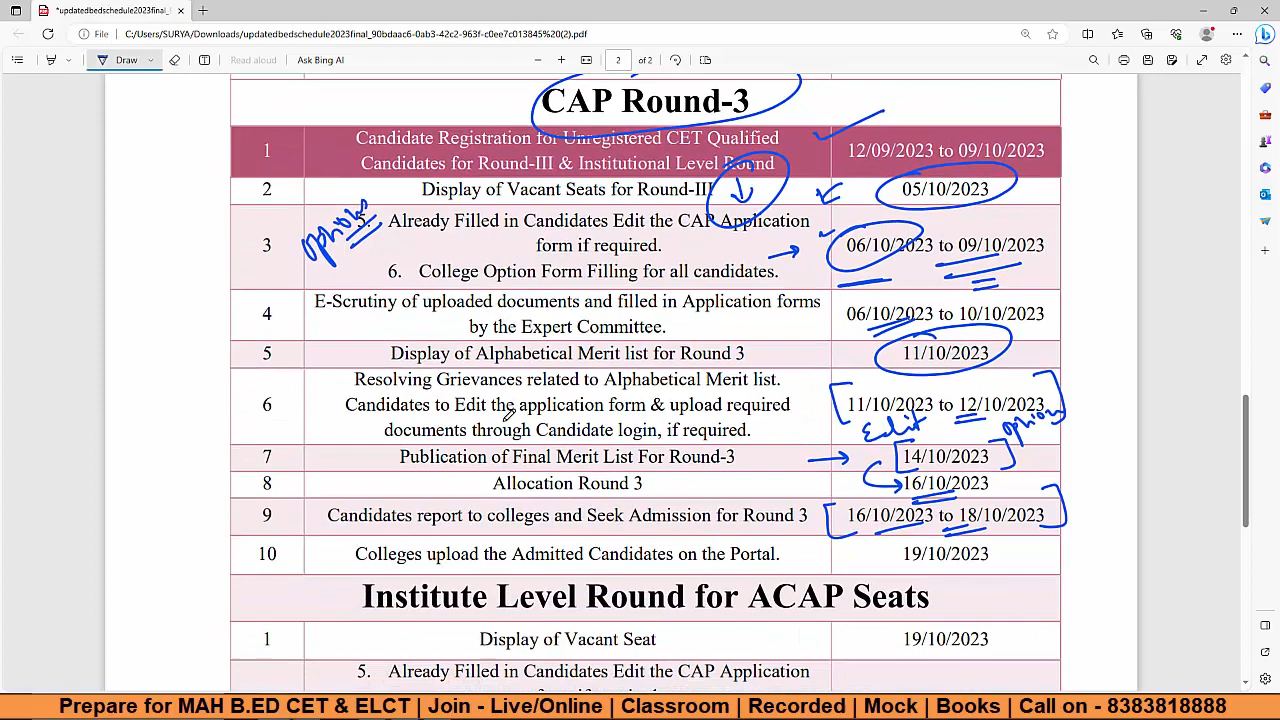 *updatedbedschedule2023final_
File
C:/Users/SURYA/Downloads/updatedbedschedule2023final_90bdaac6-0ab3-42c2-963f-c0ee7d13845%20(2).pdf
Draw
Read aloud
Ask Bing AI
2
of 2
CAP Round-3
1
Candidate Registration for Unregistered CET Qualified
Candidates for Round-III & Institutional Level Round
12/09/2023 to 09/10/2023
2
Display of Vacant Seats for Round-III
05/10/2023
options
3
5. Already Filled in Candidates Edit the CAP Application
form if required.
6. College Option Form Filling for all candidates.
06/10/2023 to 09/10/2023
4
E-Scrutiny of uploaded documents and filled in Application forms
by the Expert Committee.
06/10/2023 to 10/10/2023
5
Display of Alphabetical Merit list for Round 3
11/10/2023
6
Resolving Grievances related to Alphabetical Merit list.
Candidates to Edit the application form & upload required
documents through Candidate login, if required.
11/10/2023 to 12/10/2023
Edit option
7
Publication of Final Merit List For Round-3
14/10/2023
8
Allocation Round 3
16/10/2023
9
Candidates report to colleges and Seek Admission for Round 3
16/10/2023 to 18/10/2023
10
Colleges upload the Admitted Candidates on the Portal.
19/10/2023
Institute Level Round for ACAP Seats
1
Display of Vacant Seat
19/10/2023
5. Already Filled in Candidates Edit the CAP Application
Prepare for MAH B.ED CET & ELCT | Join - Live/Online | Classroom | Recorded | Mock | Books | Call on - 8383818888